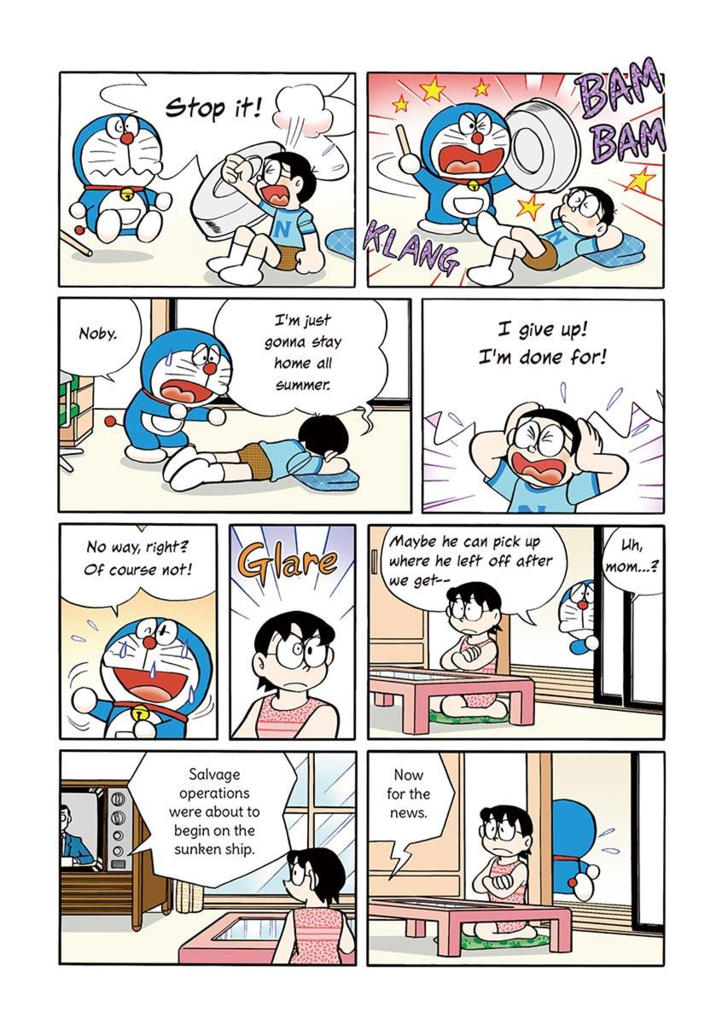 BAM
BAM
KLANG
Stop it!
I give up!
I'm done for!
I'm just
gonna stay
home all
summer.
Noby.
Uh,
mom...?
Maybe he can pick up
where he left off after
we get--
Glare
No way, right?
Of course not!
Now
for the
news.
Salvage
operations
were about to
begin on the
sunken ship.
N
N